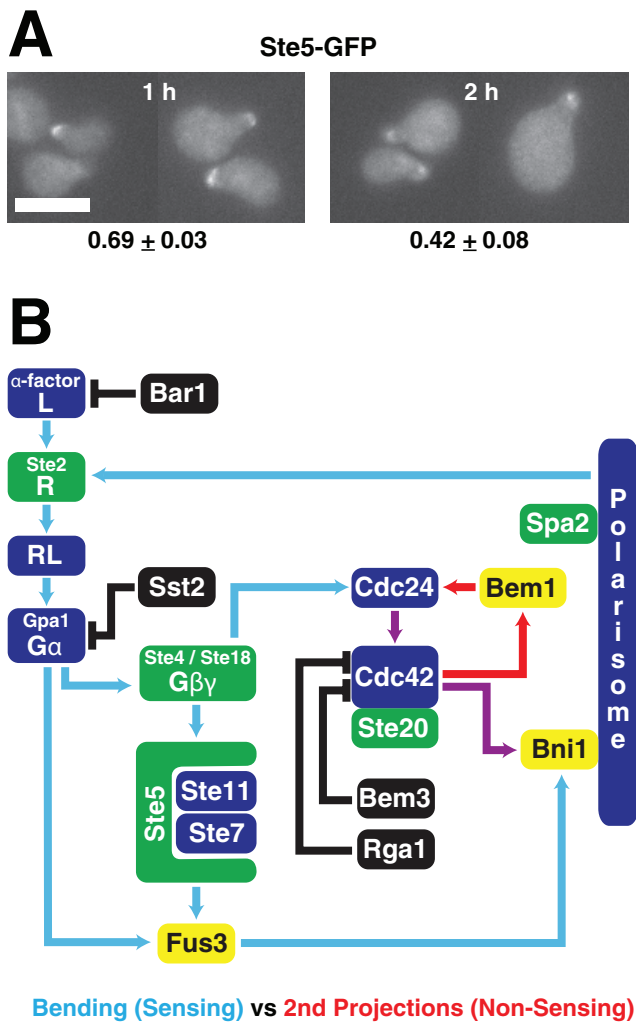 A
Ste5-GFP
1 h
2 h
0.69 ± 0.03
0.42 ± 0.08
B
α-factor
L
Bar1
Ste2
R
Spa2
Polarisome
RL
Sst2
Cdc24
Bem1
Gpa1
Gα
Ste4 / Ste18
Gβγ
Cdc42
Ste20
Bni1
Ste5
Ste11
Ste7
Bem3
Rga1
Fus3
Bending (Sensing) vs 2nd Projections (Non-Sensing)